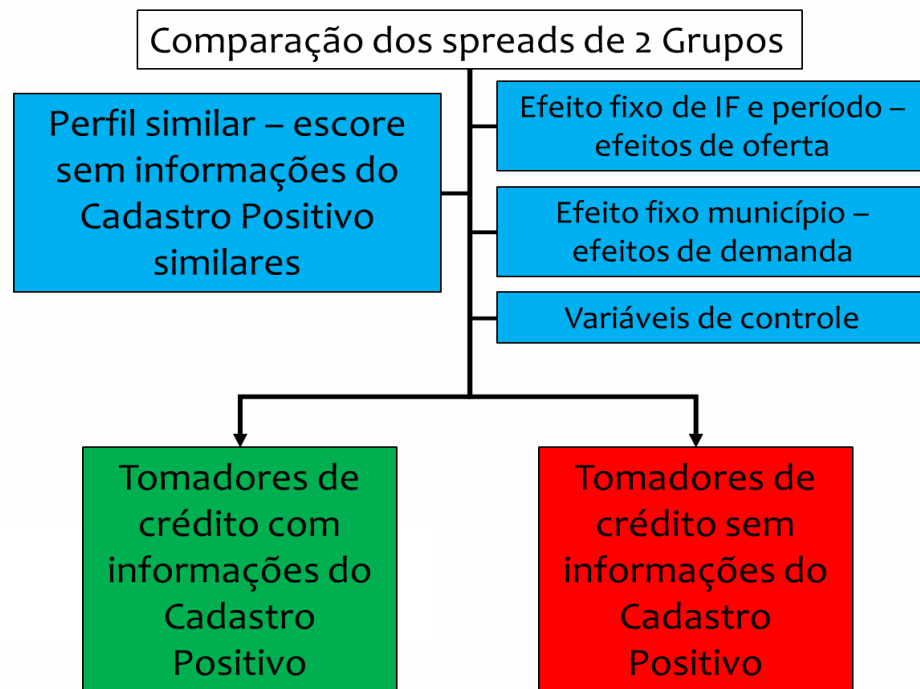 Comparação dos spreads de 2 Grupos
Perfil similar – escore
sem informações do
Cadastro Positivo
similares
Efeito fixo de IF e período –
efeitos de oferta
Efeito fixo município –
efeitos de demanda
Variáveis de controle
Tomadores de
crédito com
informações do
Cadastro
Positivo
Tomadores de
crédito sem
informações do
Cadastro
Positivo